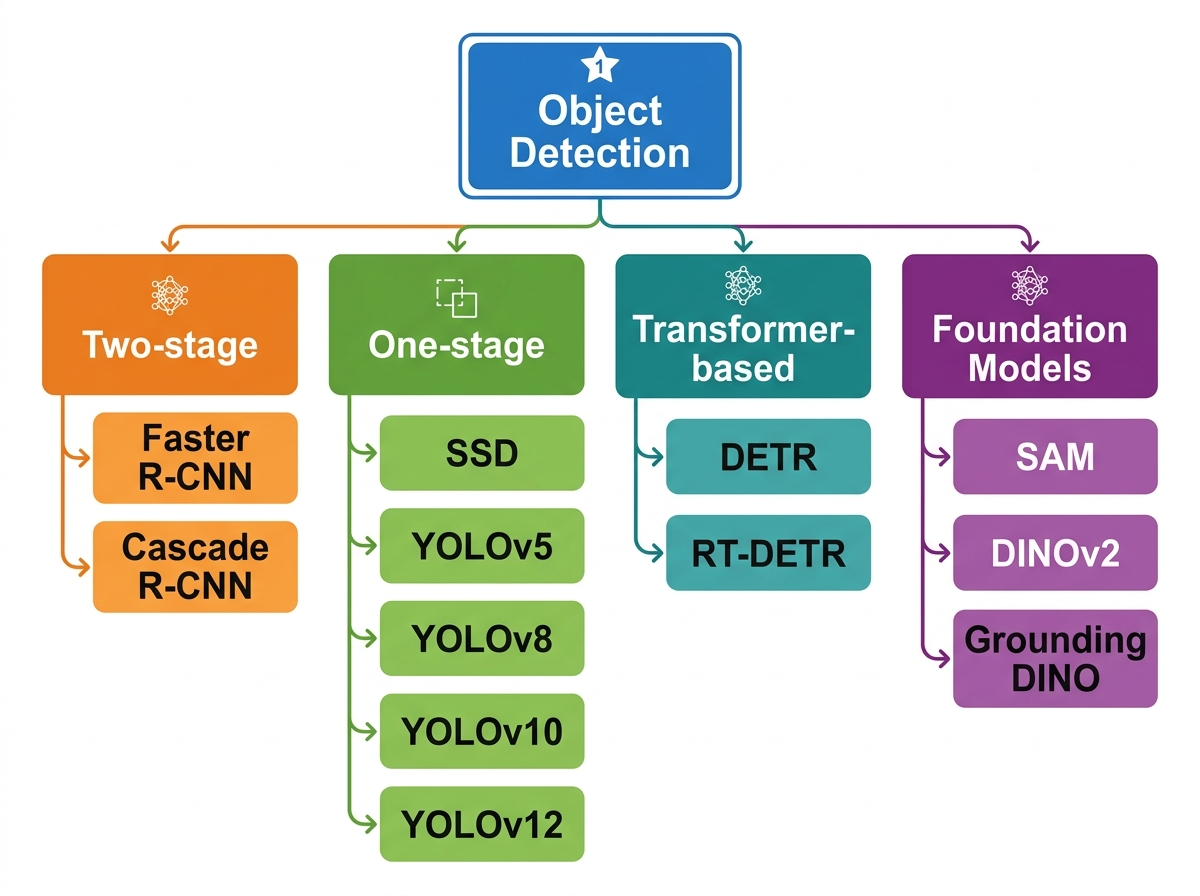 1
Object
Detection
Two-stage
One-stage
Transformer-
based
Foundation
Models
Faster
R-CNN
Cascade
R-CNN
SSD
YOLOv5
YOLOv8
YOLOv10
YOLOv12
DETR
RT-DETR
SAM
DINOv2
Grounding
DINO